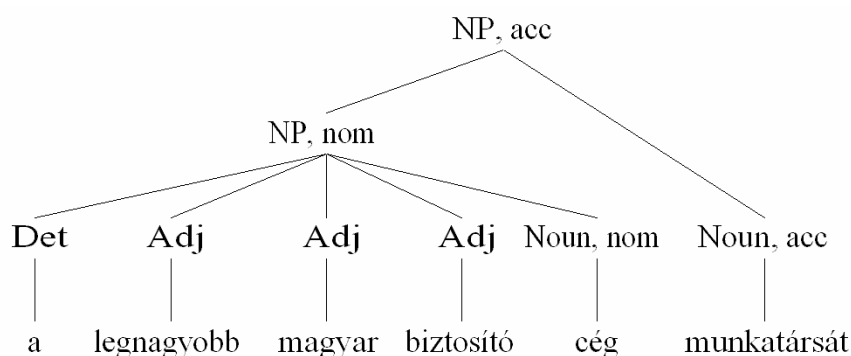 NP, acc
NP, nom
Det Adj Adj Adj Noun, nom Noun, acc
a legnagyobb magyar biztosító cég munkatársát